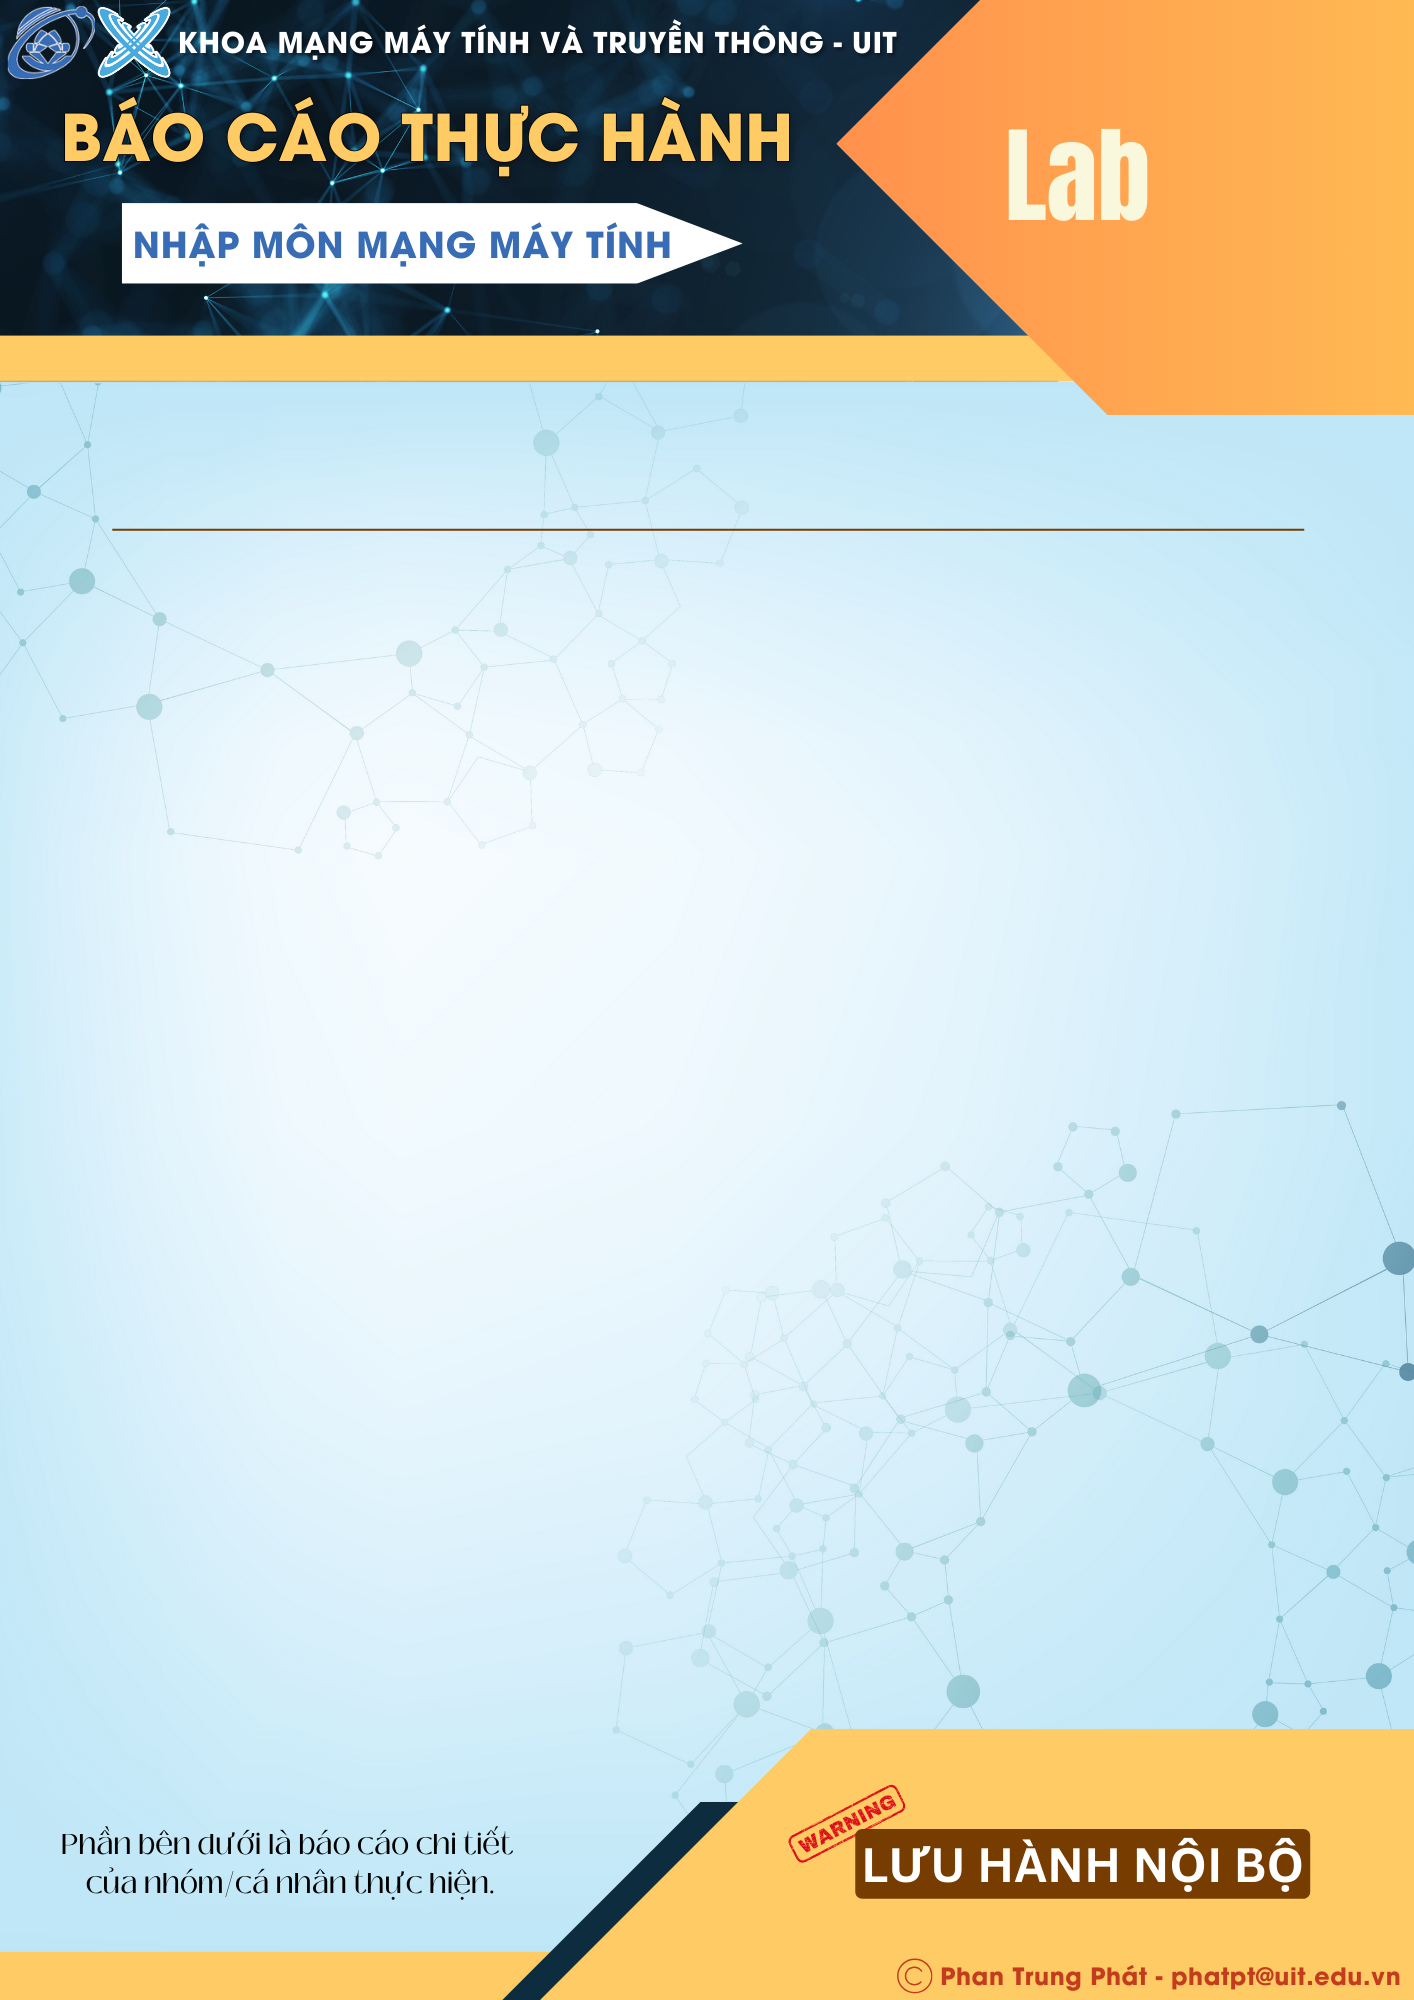 KHOA MẠNG MÁY TÍNH VÀ TRUYỀN THÔNG - UIT
BÁO CÁO THỰC HÀNH
Lab
NHẬP MÔN MẠNG MÁY TÍNH
Phần bên dưới là báo cáo chi tiết
của nhóm/cá nhân thực hiện.
WARNING
LƯU HÀNH NỘI BỘ
© Phan Trung Phát - phatpt@uit.edu.vn